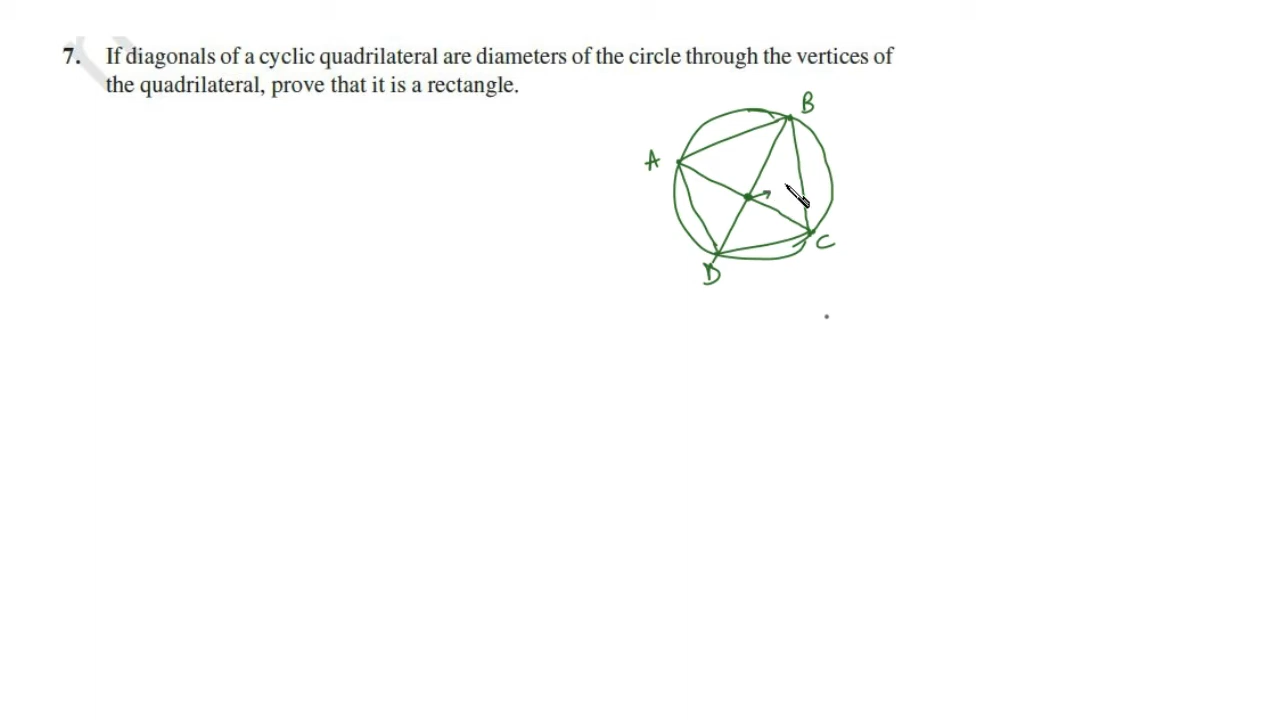 7. If diagonals of a cyclic quadrilateral are diameters of the circle through the vertices of
the quadrilateral, prove that it is a rectangle.
B
A
C
D